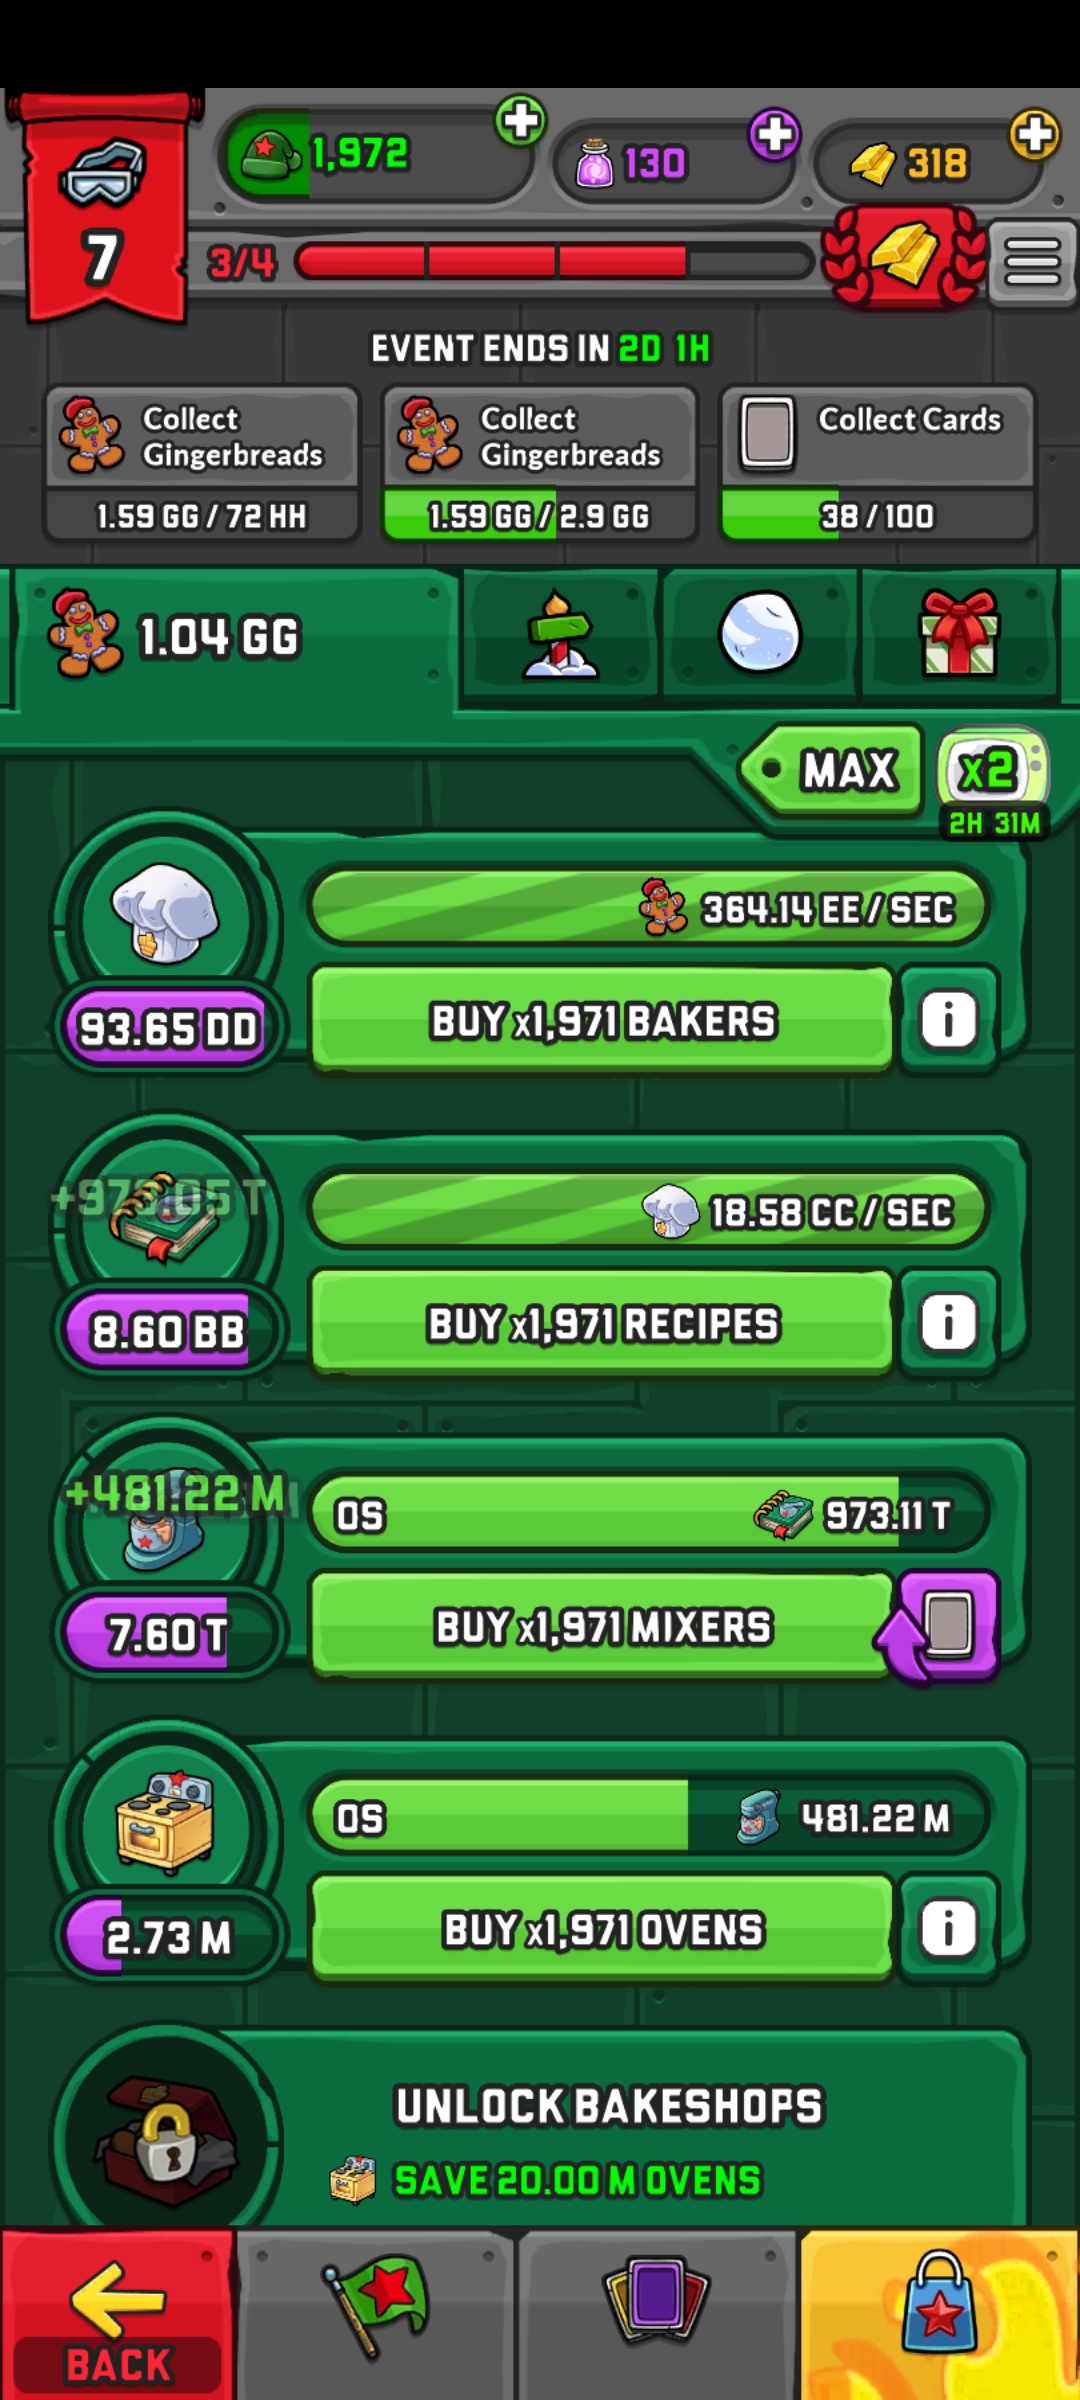 1,972
130
318
7
3/4
EVENT ENDS IN 2D 1H
Collect
Gingerbreads
1.59 GG / 72 HH
Collect
Gingerbreads
1.59 GG / 2.9 GG
Collect Cards
38 / 100
1.04 GG
MAX
x2
2H 31M
364.14 EE / SEC
93.65 DD
BUY x1,971 BAKERS
i
+973.05 T
18.58 CC / SEC
8.60 BB
BUY x1,971 RECIPES
i
+481.22 M
0S
973.11 T
7.60 T
BUY x1,971 MIXERS
0S
481.22 M
2.73 M
BUY x1,971 OVENS
i
UNLOCK BAKESHOPS
SAVE 20.00 M OVENS
BACK